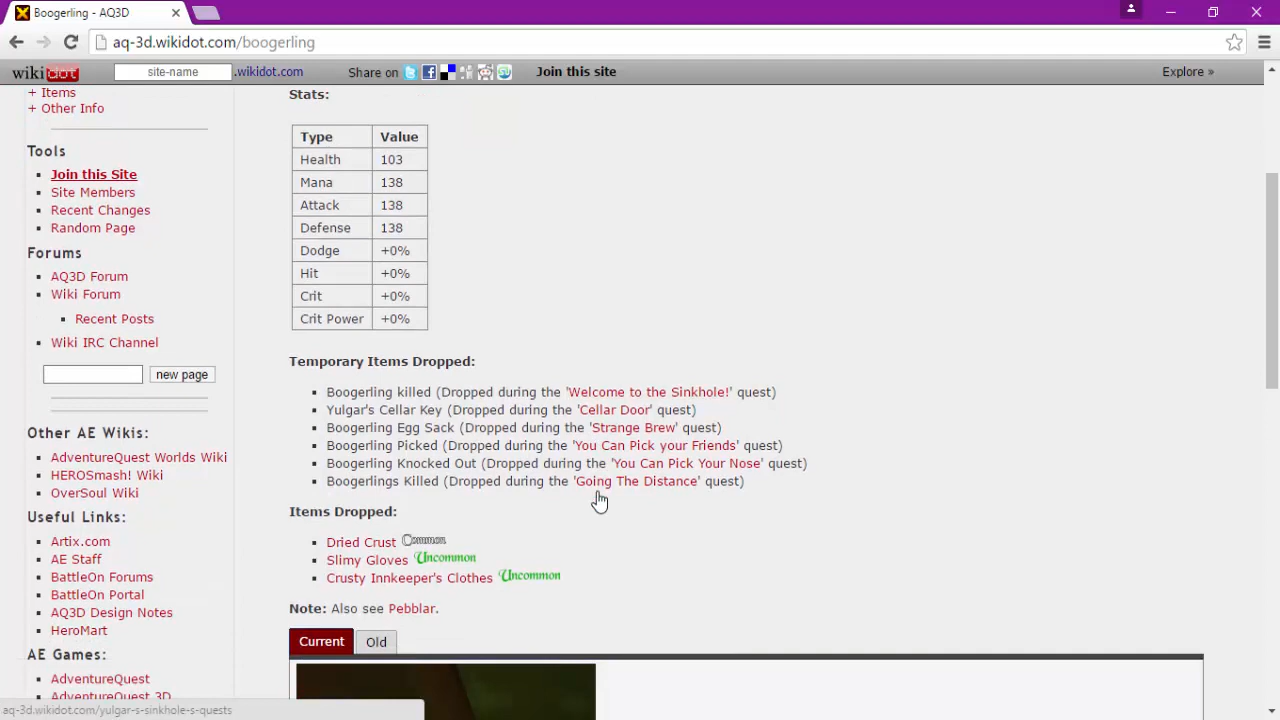 Boogerling - AQ3D
aq-3d.wikidot.com/boogerling
wikidot site-name .wikidot.com Share on Join this site Explore »
+ Items
+ Other Info
Tools
Join this Site
Site Members
Recent Changes
Random Page
Forums
AQ3D Forum
Wiki Forum
Recent Posts
Wiki IRC Channel
new page
Other AE Wikis:
AdventureQuest Worlds Wiki
HEROSmash! Wiki
OverSoul Wiki
Useful Links:
Artix.com
AE Staff
BattleOn Forums
BattleOn Portal
AQ3D Design Notes
HeroMart
AE Games:
AdventureQuest
AdventureQuest 3D
Stats:
Type Value
Health 103
Mana 138
Attack 138
Defense 138
Dodge +0%
Hit +0%
Crit +0%
Crit Power +0%
Temporary Items Dropped:
Boogerling killed (Dropped during the 'Welcome to the Sinkhole!' quest)
Yulgar's Cellar Key (Dropped during the 'Cellar Door' quest)
Boogerling Egg Sack (Dropped during the 'Strange Brew' quest)
Boogerling Picked (Dropped during the 'You Can Pick your Friends' quest)
Boogerling Knocked Out (Dropped during the 'You Can Pick Your Nose' quest)
Boogerlings Killed (Dropped during the 'Going The Distance' quest)
Items Dropped:
Dried Crust Common
Slimy Gloves Uncommon
Crusty Innkeeper's Clothes Uncommon
Note: Also see Pebblar.
Current Old
aq-3d.wikidot.com/yulgar-s-sinkhole-s-quests